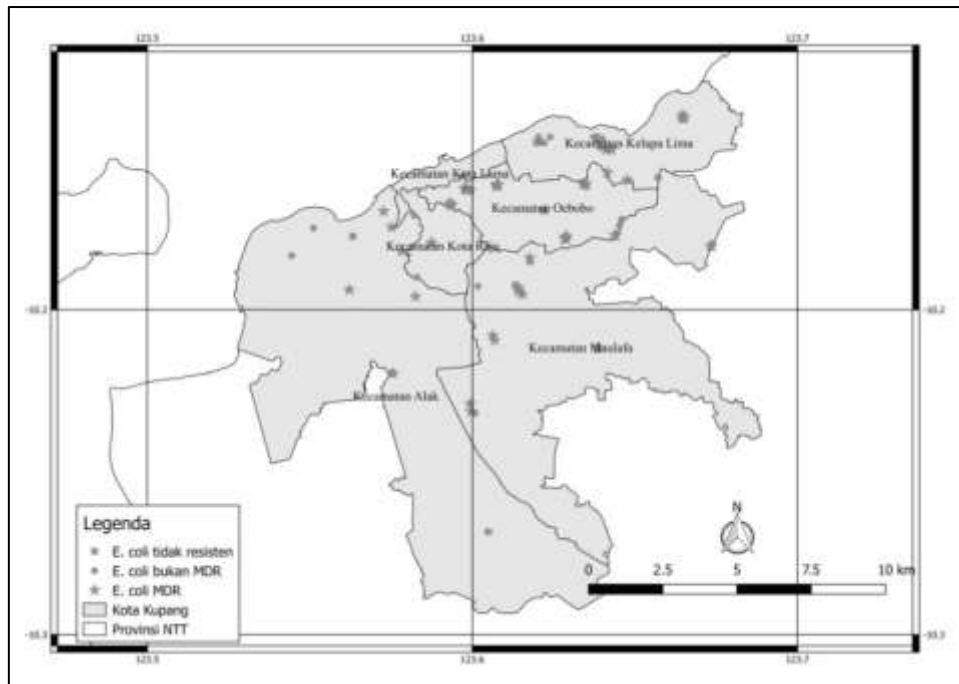 123.5 123.6 123.7
Kecamatan Kelapa Lima
Kecamatan Kota Lama
Kecamatan Oebobo
Kecamatan Kota Raja
-10.2 -10.2
Kecamatan Maulafa
Kecamatan Alak
Legenda
E. coli tidak resisten
E. coli bukan MDR
E. coli MDR
Kota Kupang
Provinsi NTT
N
0 2.5 5 7.5 10 km
-10.3 -10.3
123.5 123.6 123.7